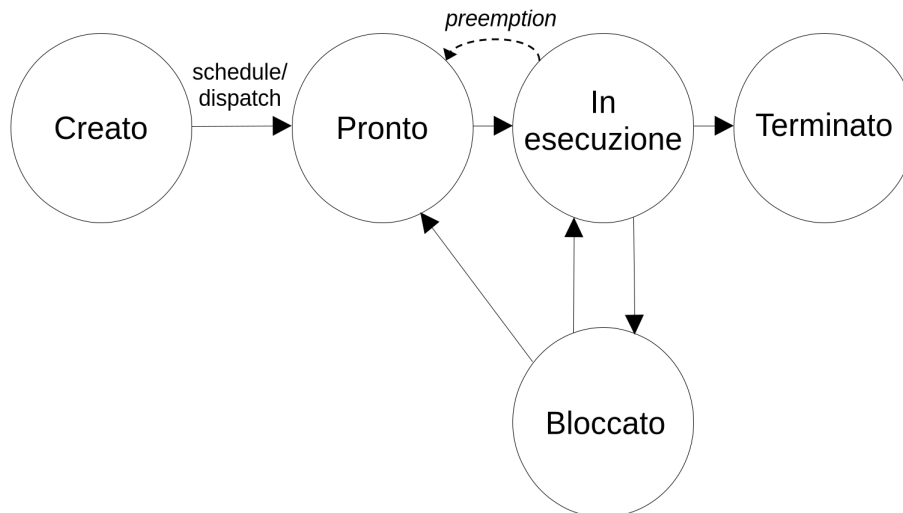 preemption
schedule/
dispatch
Creato
Pronto
In
esecuzione
Terminato
Bloccato